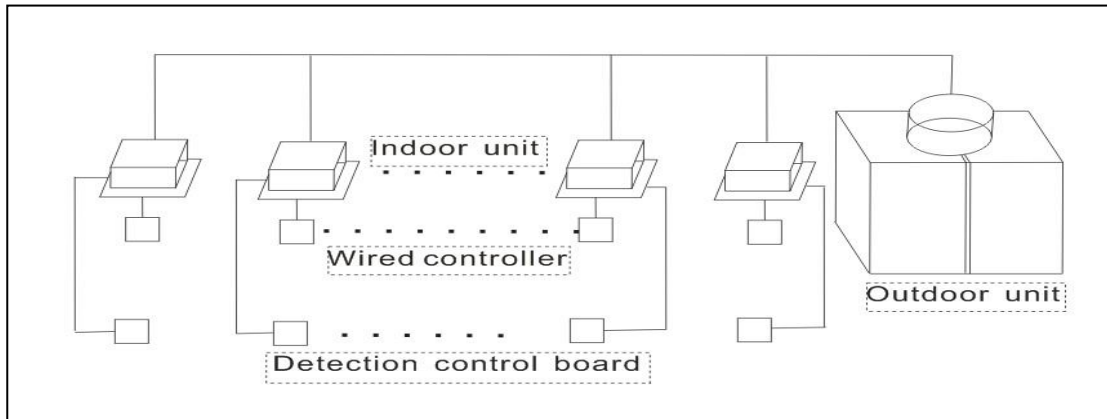 Indoor unit
Wired controller
Outdoor unit
Detection control board